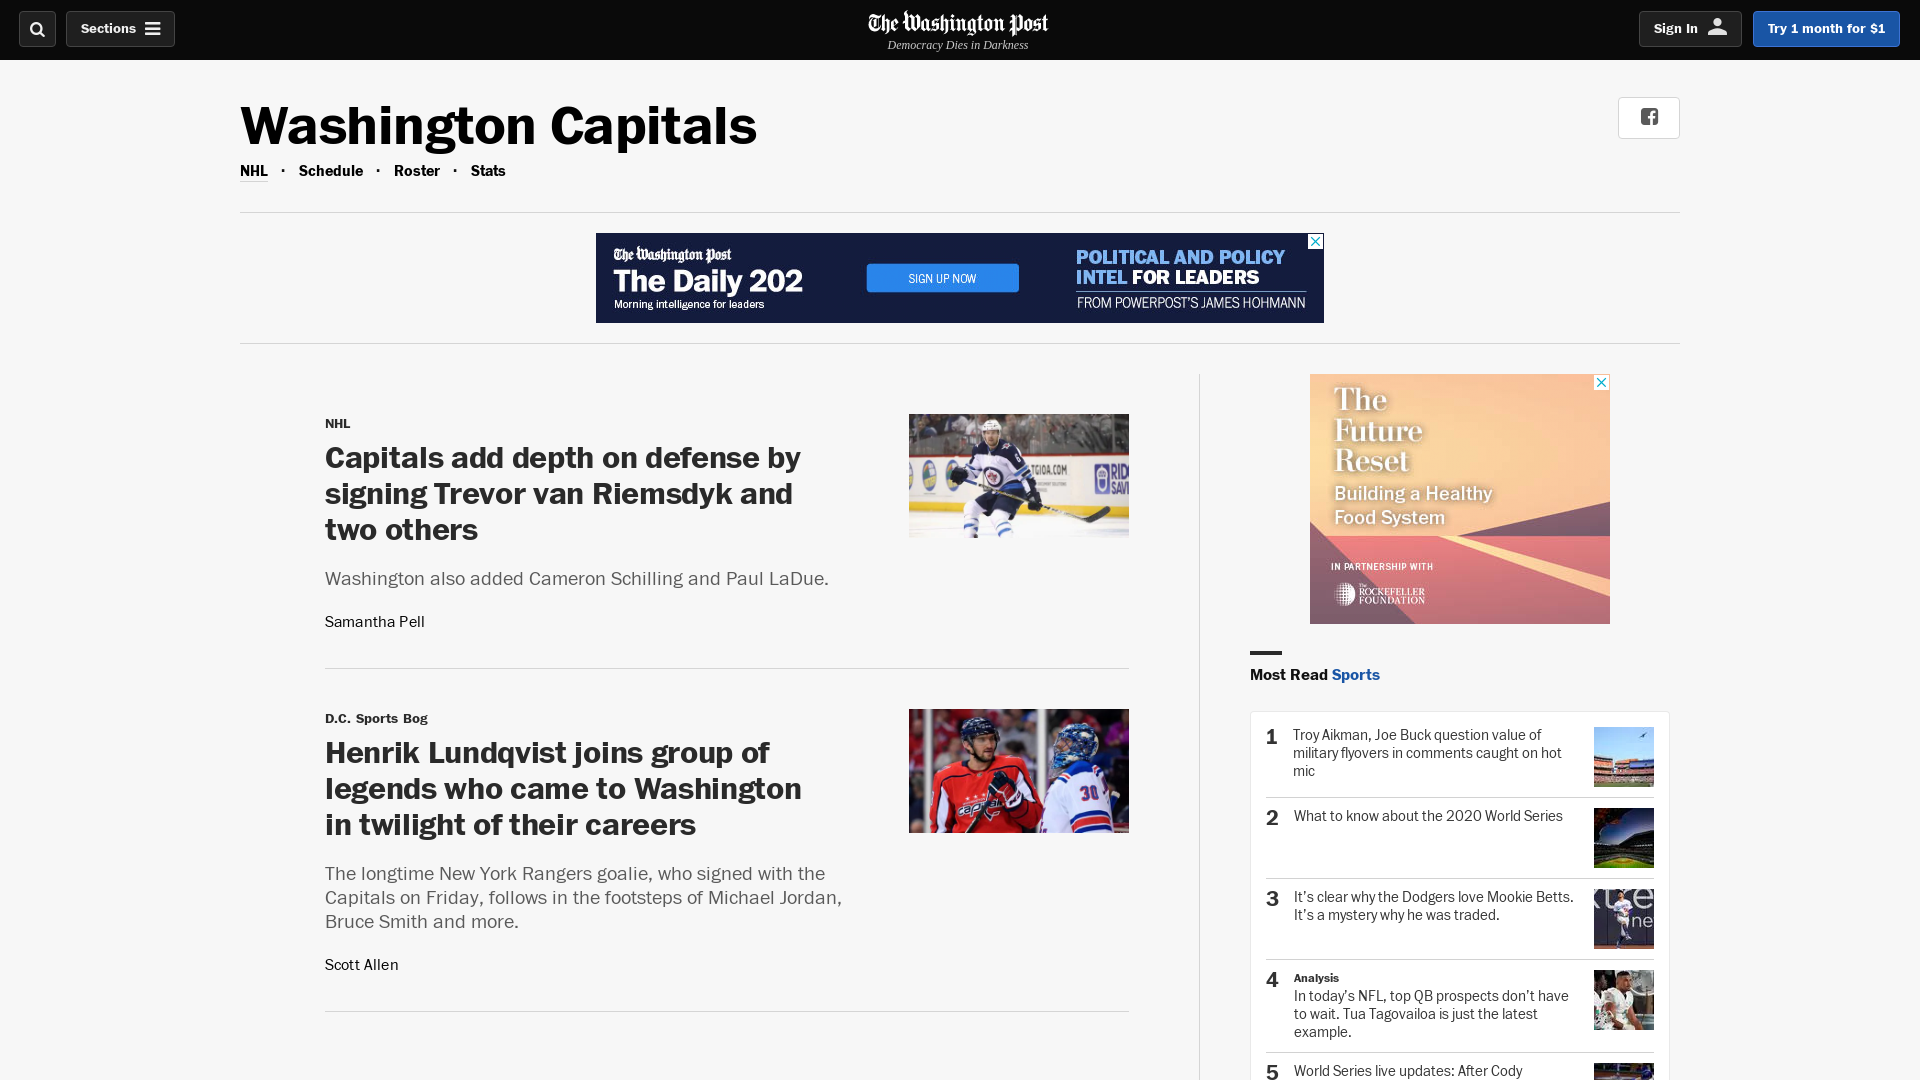 Sections
The Washington Post
Democracy Dies in Darkness
Sign In
Try 1 month for $1
Washington Capitals
NHL · Schedule · Roster · Stats
The Washington Post
The Daily 202
Morning intelligence for leaders
SIGN UP NOW
POLITICAL AND POLICY
INTEL FOR LEADERS
FROM POWERPOST'S JAMES HOHMANN
NHL
Capitals add depth on defense by
signing Trevor van Riemsdyk and
two others
Washington also added Cameron Schilling and Paul LaDue.
Samantha Pell
D.C. Sports Bog
Henrik Lundqvist joins group of
legends who came to Washington
in twilight of their careers
The longtime New York Rangers goalie, who signed with the
Capitals on Friday, follows in the footsteps of Michael Jordan,
Bruce Smith and more.
Scott Allen
The
Future
Reset
Building a Healthy
Food System
IN PARTNERSHIP WITH
The
ROCKEFELLER
FOUNDATION
Most Read Sports
1 Troy Aikman, Joe Buck question value of
military flyovers in comments caught on hot
mic
2 What to know about the 2020 World Series
3 It's clear why the Dodgers love Mookie Betts.
It's a mystery why he was traded.
4 Analysis
In today's NFL, top QB prospects don't have
to wait. Tua Tagovailoa is just the latest
example.
5 World Series live updates: After Cody